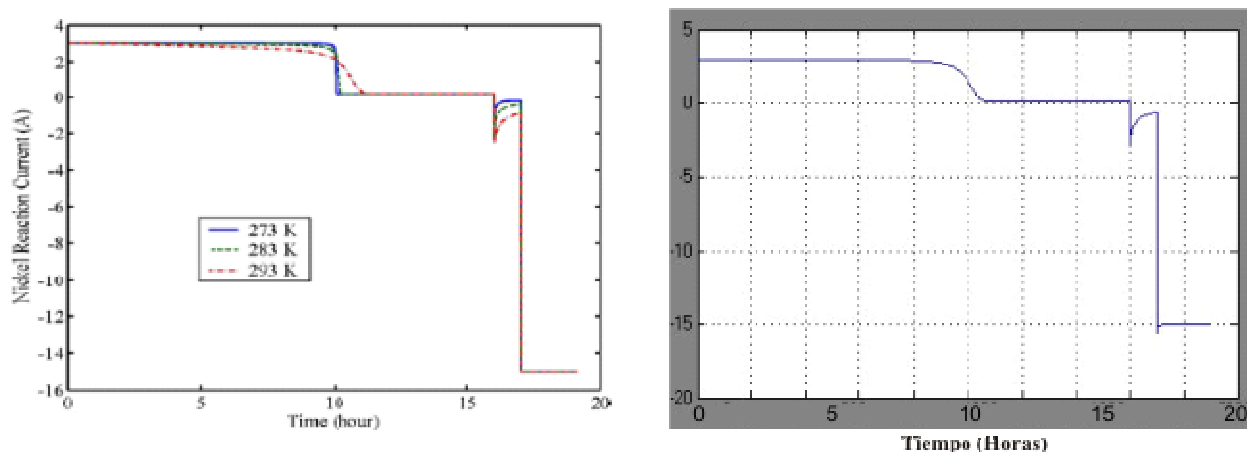 4
2
0
-2
-4
-6
-8
-10
-12
-14
-16
Nickel Reaction Current (A)
273 K
283 K
293 K
0 5 10 15 20
Time (hour)
5
0
-5
-10
-15
-20
0 5 10 15 20
Tiempo (Horas)